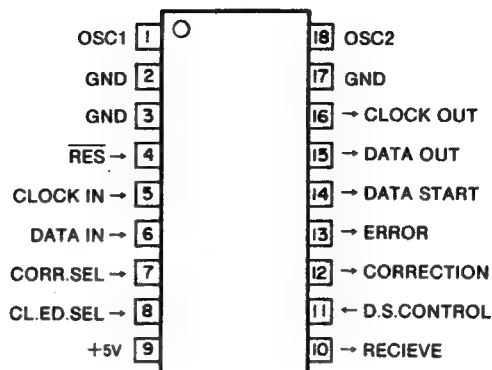 OSC1 1 18 OSC2
GND 2 17 GND
GND 3 16 → CLOCK OUT
RES → 4 15 → DATA OUT
CLOCK IN → 5 14 → DATA START
DATA IN → 6 13 → ERROR
CORR.SEL → 7 12 → CORRECTION
CL.ED.SEL → 8 11 ← D.S.CONTROL
+5V 9 10 → RECIEVE